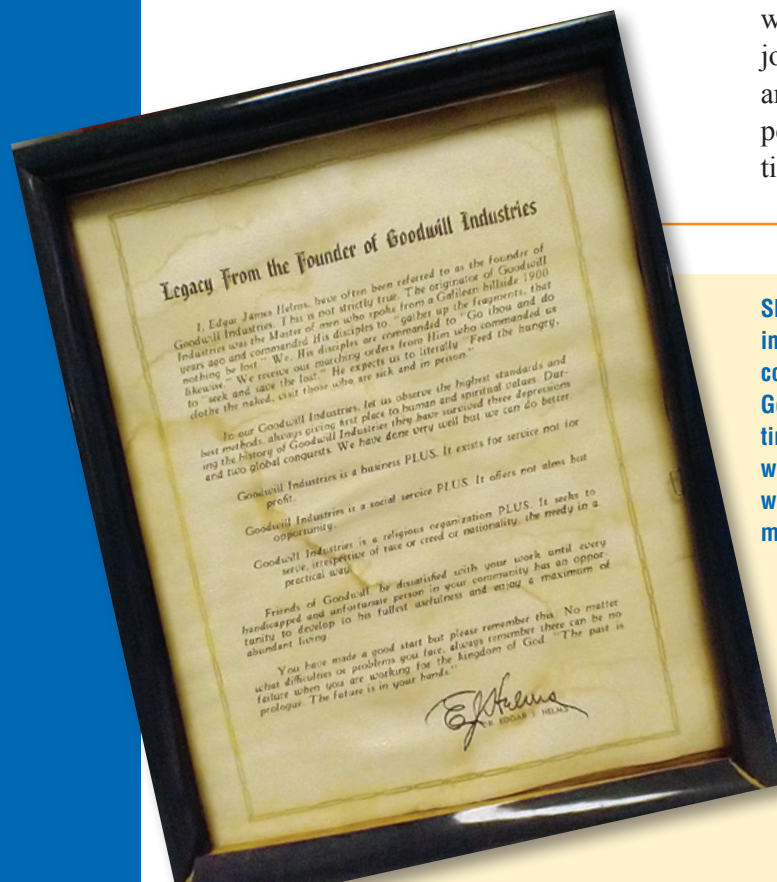 Legacy From the Founder of Goodwill Industries
I, Edgar James Helms, have often been referred to as the founder of
Goodwill Industries. This is not strictly true. The originator of Goodwill
Industries was the Master of men who spoke from a Galilean hillside 1900
years ago and commanded His disciples to "gather up the fragments, that
nothing be lost." We, His disciples are commanded to "Go thou and do
likewise." We receive our marching orders from Him who commanded us
to "seek and save the lost." He expects us to literally "Feed the hungry,
clothe the naked, visit those who are sick and in prison."
In our Goodwill Industries, let us observe the highest standards and
best methods, always giving first place to human and spiritual values. Dur-
ing the history of Goodwill Industries they have survived three depressions
and two global conquests. We have done very well but we can do better.
Goodwill Industries is a business PLUS. It exists for service not for
profit.
Goodwill Industries is a social service PLUS. It offers not alms but
opportunity.
Goodwill Industries is a religious organization PLUS. It seeks to
serve, irrespective of race or creed or nationality, the needy in a
practical way.
Friends of Goodwill, be dissatisfied with your work until every
handicapped and unfortunate person in your community has an oppor-
tunity to develop to his fullest usefulness and enjoy a maximum of
abundant living.
You have made a good start but please remember this: No matter
what difficulties or problems you face, always remember there can be no
failure when you are working for the kingdom of God. "The past is
prologue. The future is in your hands."
EJHelms
DR. EDGAR J. HELMS
w
jo
a
p
ti
in
co
G
ti
w
w
m